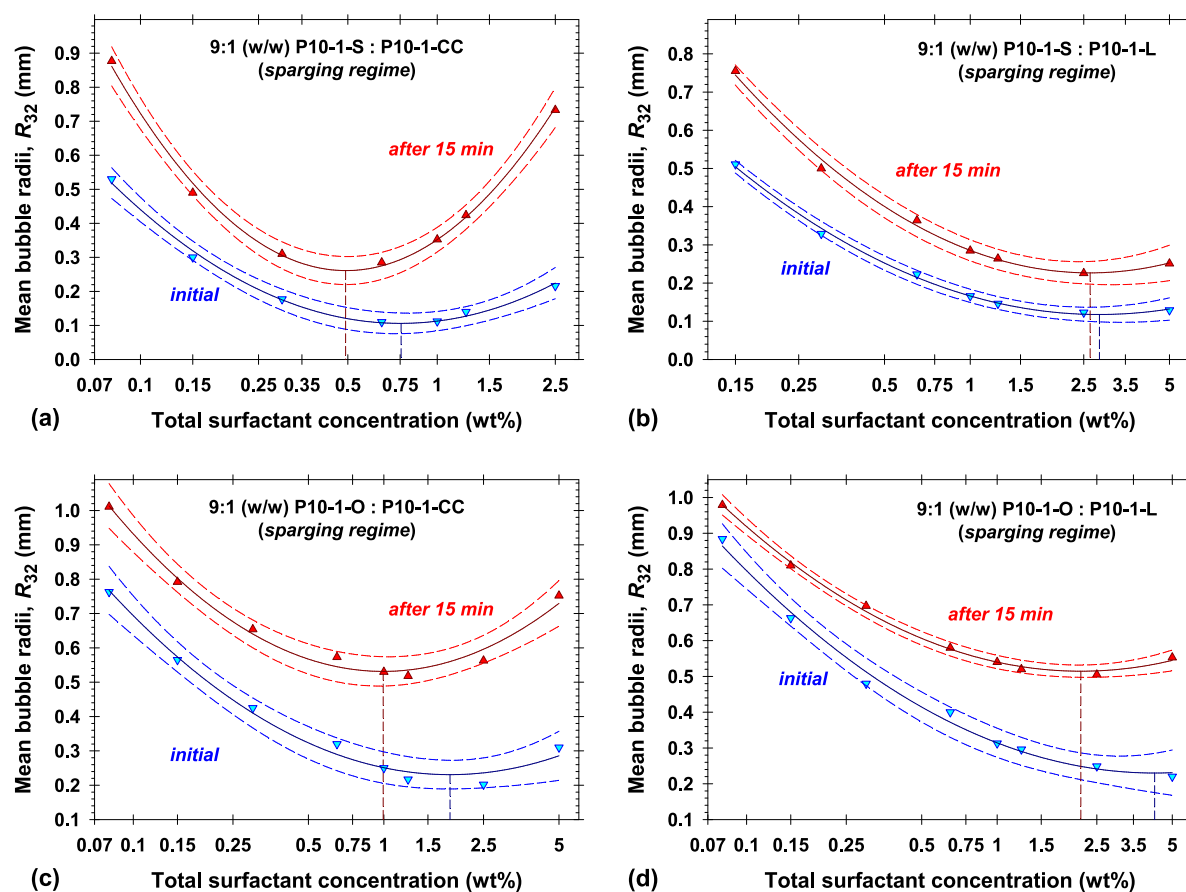 9:1 (w/w) P10-1-S : P10-1-CC
(sparging regime)
after 15 min
initial
Mean bubble radii, R32 (mm)
0.9
0.8
0.7
0.6
0.5
0.4
0.3
0.2
0.1
0.0
0.07 0.1 0.15 0.25 0.35 0.5 0.75 1 1.5 2.5
(a) Total surfactant concentration (wt%)
9:1 (w/w) P10-1-S : P10-1-L
(sparging regime)
after 15 min
initial
Mean bubble radii, R32 (mm)
0.8
0.7
0.6
0.5
0.4
0.3
0.2
0.1
0.0
0.15 0.25 0.5 0.75 1 1.5 2.5 3.5 5
(b) Total surfactant concentration (wt%)
9:1 (w/w) P10-1-O : P10-1-CC
(sparging regime)
after 15 min
initial
Mean bubble radii, R32 (mm)
1.0
0.9
0.8
0.7
0.6
0.5
0.4
0.3
0.2
0.1
0.07 0.1 0.15 0.25 0.5 0.75 1 1.5 2.5 3.5 5
(c) Total surfactant concentration (wt%)
9:1 (w/w) P10-1-O : P10-1-L
(sparging regime)
after 15 min
initial
Mean bubble radii, R32 (mm)
1.0
0.9
0.8
0.7
0.6
0.5
0.4
0.3
0.2
0.1
0.07 0.1 0.15 0.25 0.5 0.75 1 1.5 2.5 3.5 5
(d) Total surfactant concentration (wt%)